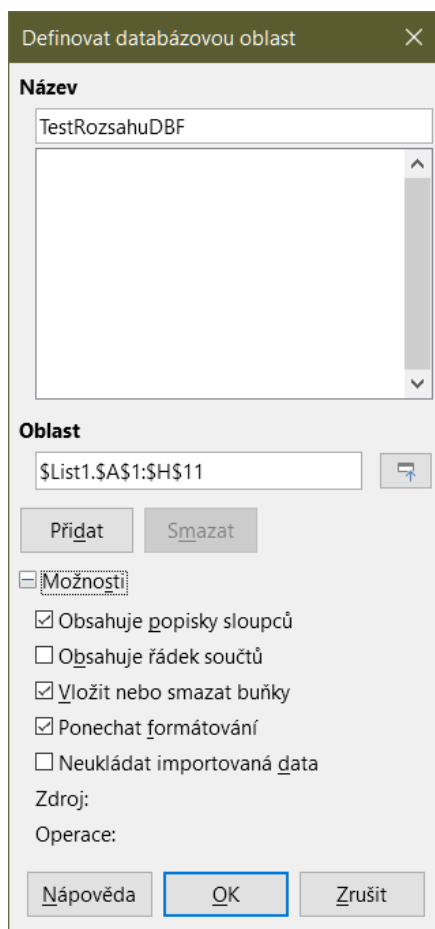 Definovat databázovou oblast
Název
TestRozsahuDBF
Oblast
$List1.$A$1:$H$11
Přidat Smazat
Možnosti
Obsahuje popisky sloupců
Obsahuje řádek součtů
Vložit nebo smazat buňky
Ponechat formátování
Neukládat importovaná data
Zdroj:
Operace:
Nápověda OK Zrušit